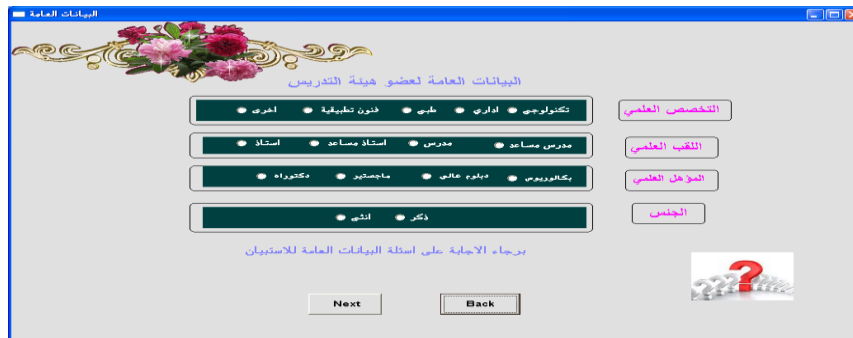 البيانات العامة
البيانات العامة لعضو هيئة التدريس
التخصص العلمي
تكنولوجي اداري طبي فنون تطبيقية اخرى
اللقب العلمي
مدرس مساعد مدرس استاذ مساعد استاذ
المؤهل العلمي
بكالوريوس دبلوم عالي ماجستير دكتوراه
الجنس
ذكر انثى
برجاء الاجابة على اسئلة البيانات العامة للاستبيان
Next Back